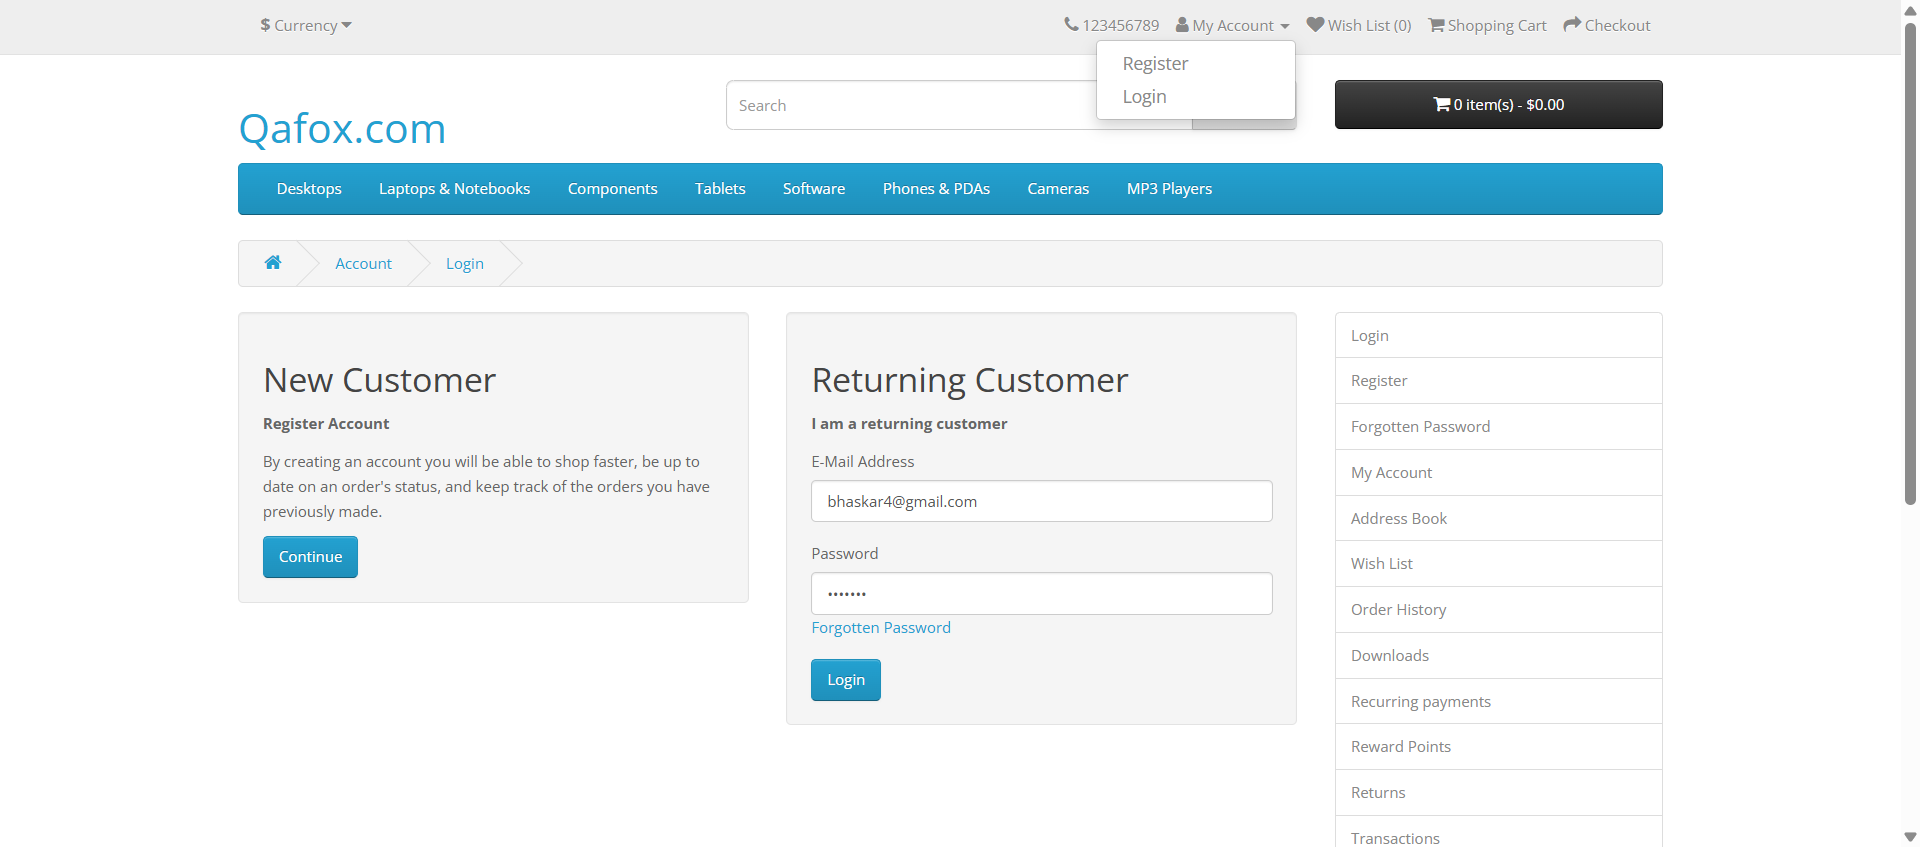 $ Currency
123456789 My Account Wish List (0) Shopping Cart Checkout
Register
Login
Search
0 item(s) - $0.00
Qafox.com
Desktops Laptops & Notebooks Components Tablets Software Phones & PDAs Cameras MP3 Players
Account Login
New Customer
Register Account
By creating an account you will be able to shop faster, be up to
date on an order's status, and keep track of the orders you have
previously made.
Continue
Returning Customer
I am a returning customer
E-Mail Address
bhaskar4@gmail.com
Password
•••••••
Forgotten Password
Login
Login
Register
Forgotten Password
My Account
Address Book
Wish List
Order History
Downloads
Recurring payments
Reward Points
Returns
Transactions